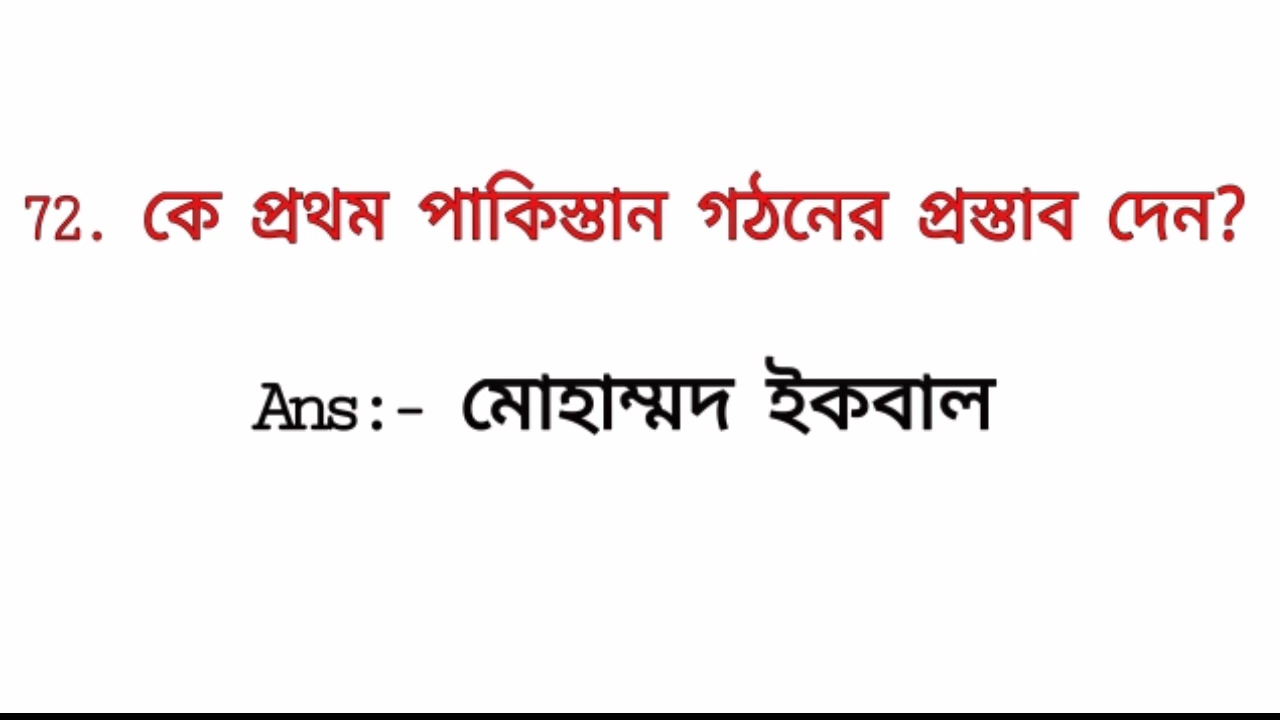 72. কে প্রথম পাকিস্তান গঠনের প্রস্তাব দেন?
Ans:- মোহাম্মদ ইকবাল